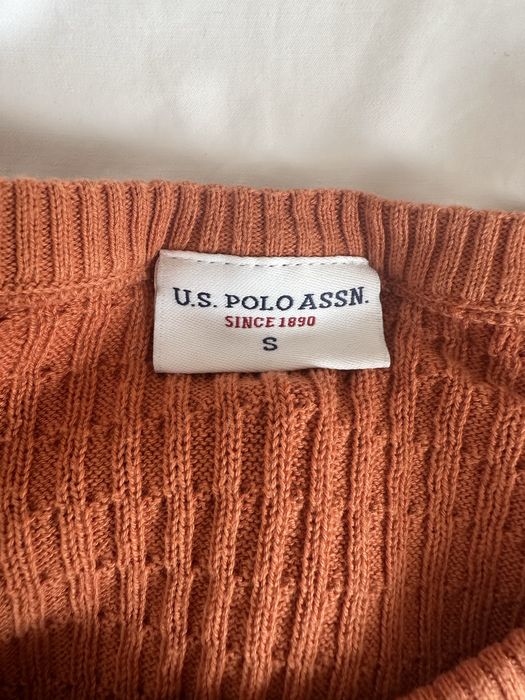 U.S. POLO ASSN.
SINCE 1890
S